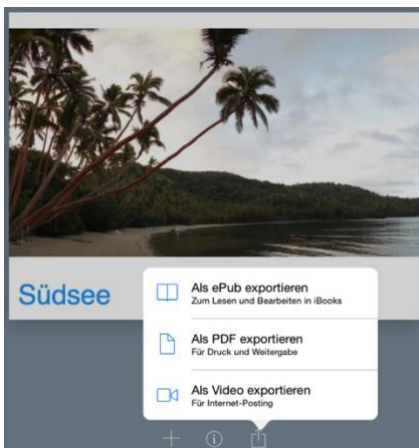 Südsee
Als ePub exportieren
Zum Lesen und Bearbeiten in iBooks
Als PDF exportieren
Für Druck und Weitergabe
Als Video exportieren
Für Internet-Posting